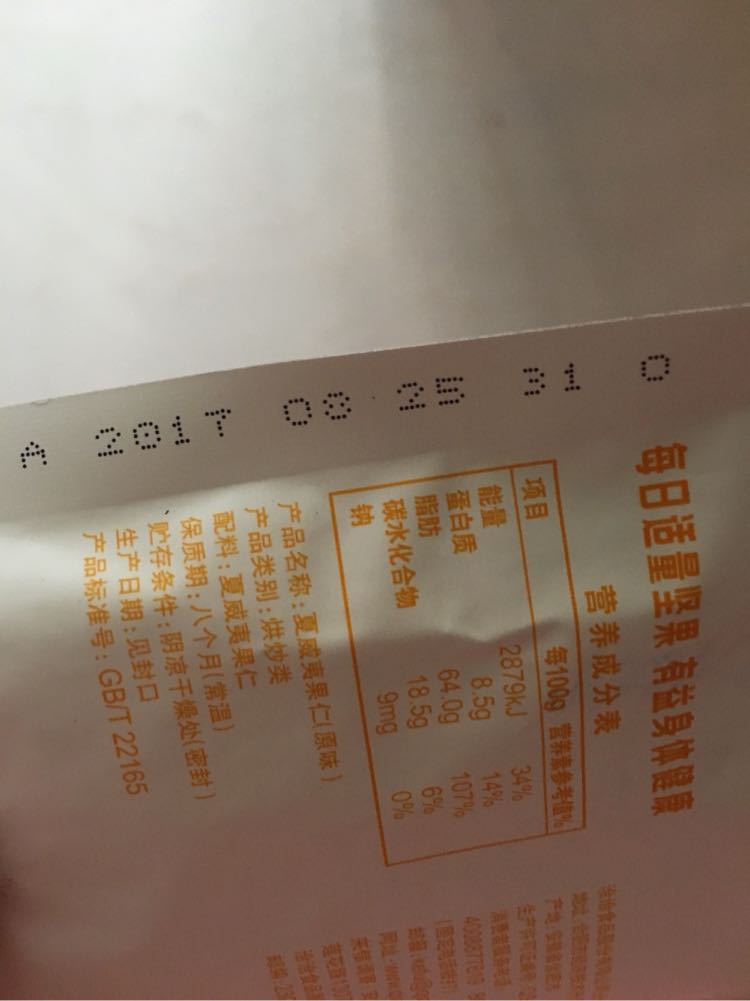 A 2017 08 25 31 0
每日适量坚果 有益身体健康
营养成分表
项目 每100g 营养素参考值%
能量 2879kJ 34%
蛋白质 8.5g 14%
脂肪 64.0g 107%
碳水化合物 18.5g 6%
钠 9mg 0%
产品名称:夏威夷果仁(原味)
产品类别:烘炒类
配料:夏威夷果仁
保质期:八个月(常温)
贮存条件:阴凉干燥处(密封)
生产日期:见封口
产品标准号:GB/T 22165